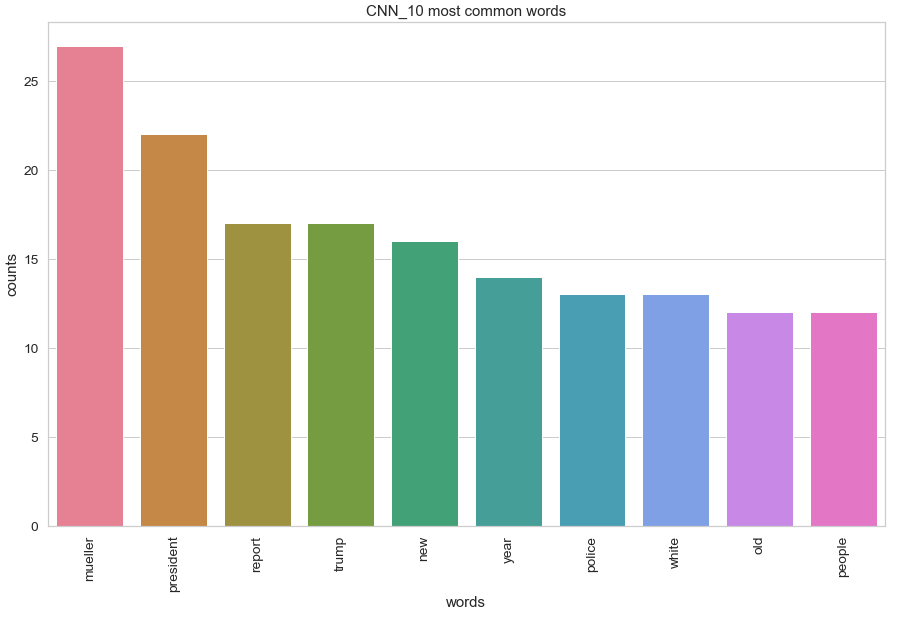 CNN_10 most common words
counts
25
20
15
10
5
0
mueller
president
report
trump
new
year
police
white
old
people
words